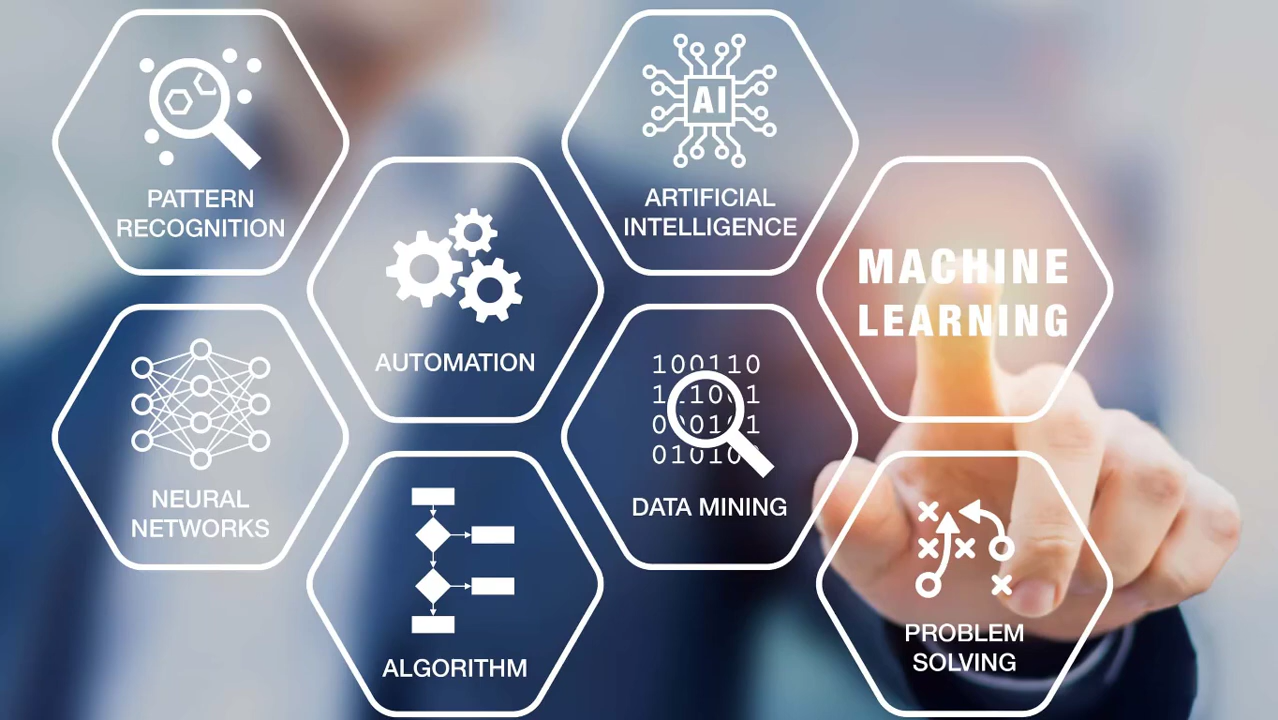 PATTERN
RECOGNITION
AUTOMATION
AI
ARTIFICIAL
INTELLIGENCE
MACHINE
LEARNING
NEURAL
NETWORKS
ALGORITHM
100110
DATA MINING
PROBLEM
SOLVING